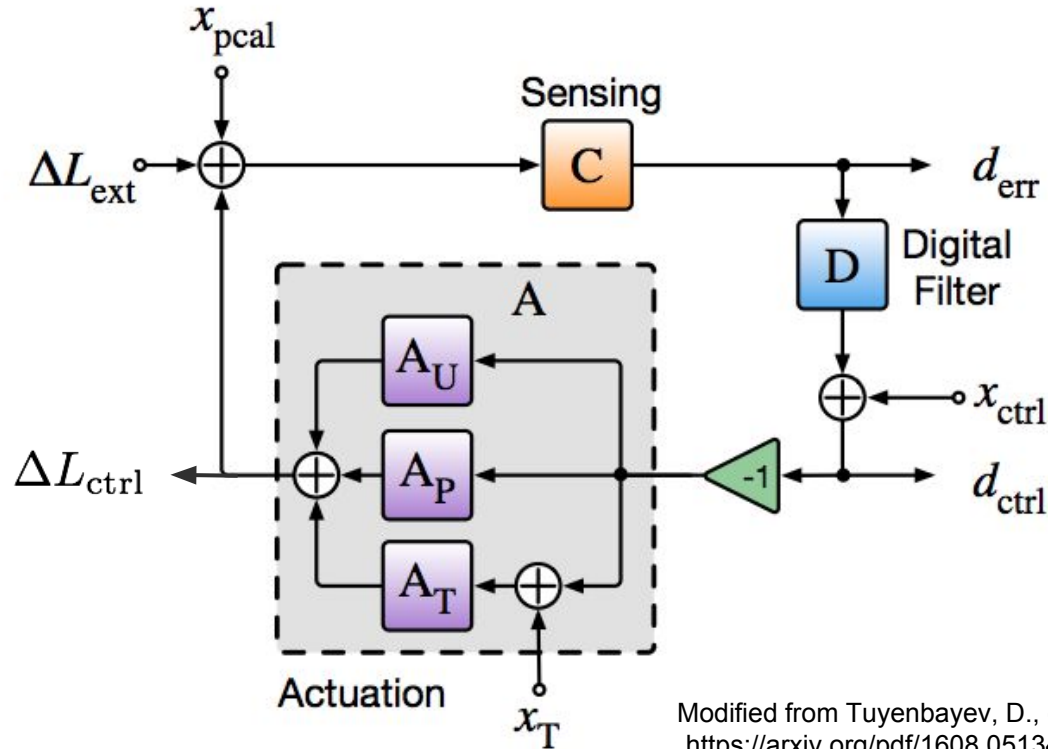 x_pcal
Sensing
ΔL_ext
C
d_err
D
Digital
Filter
A
A_U
x_ctrl
ΔL_ctrl
A_P
-1
d_ctrl
A_T
Actuation
x_T
Modified from Tuyenbayev, D.,